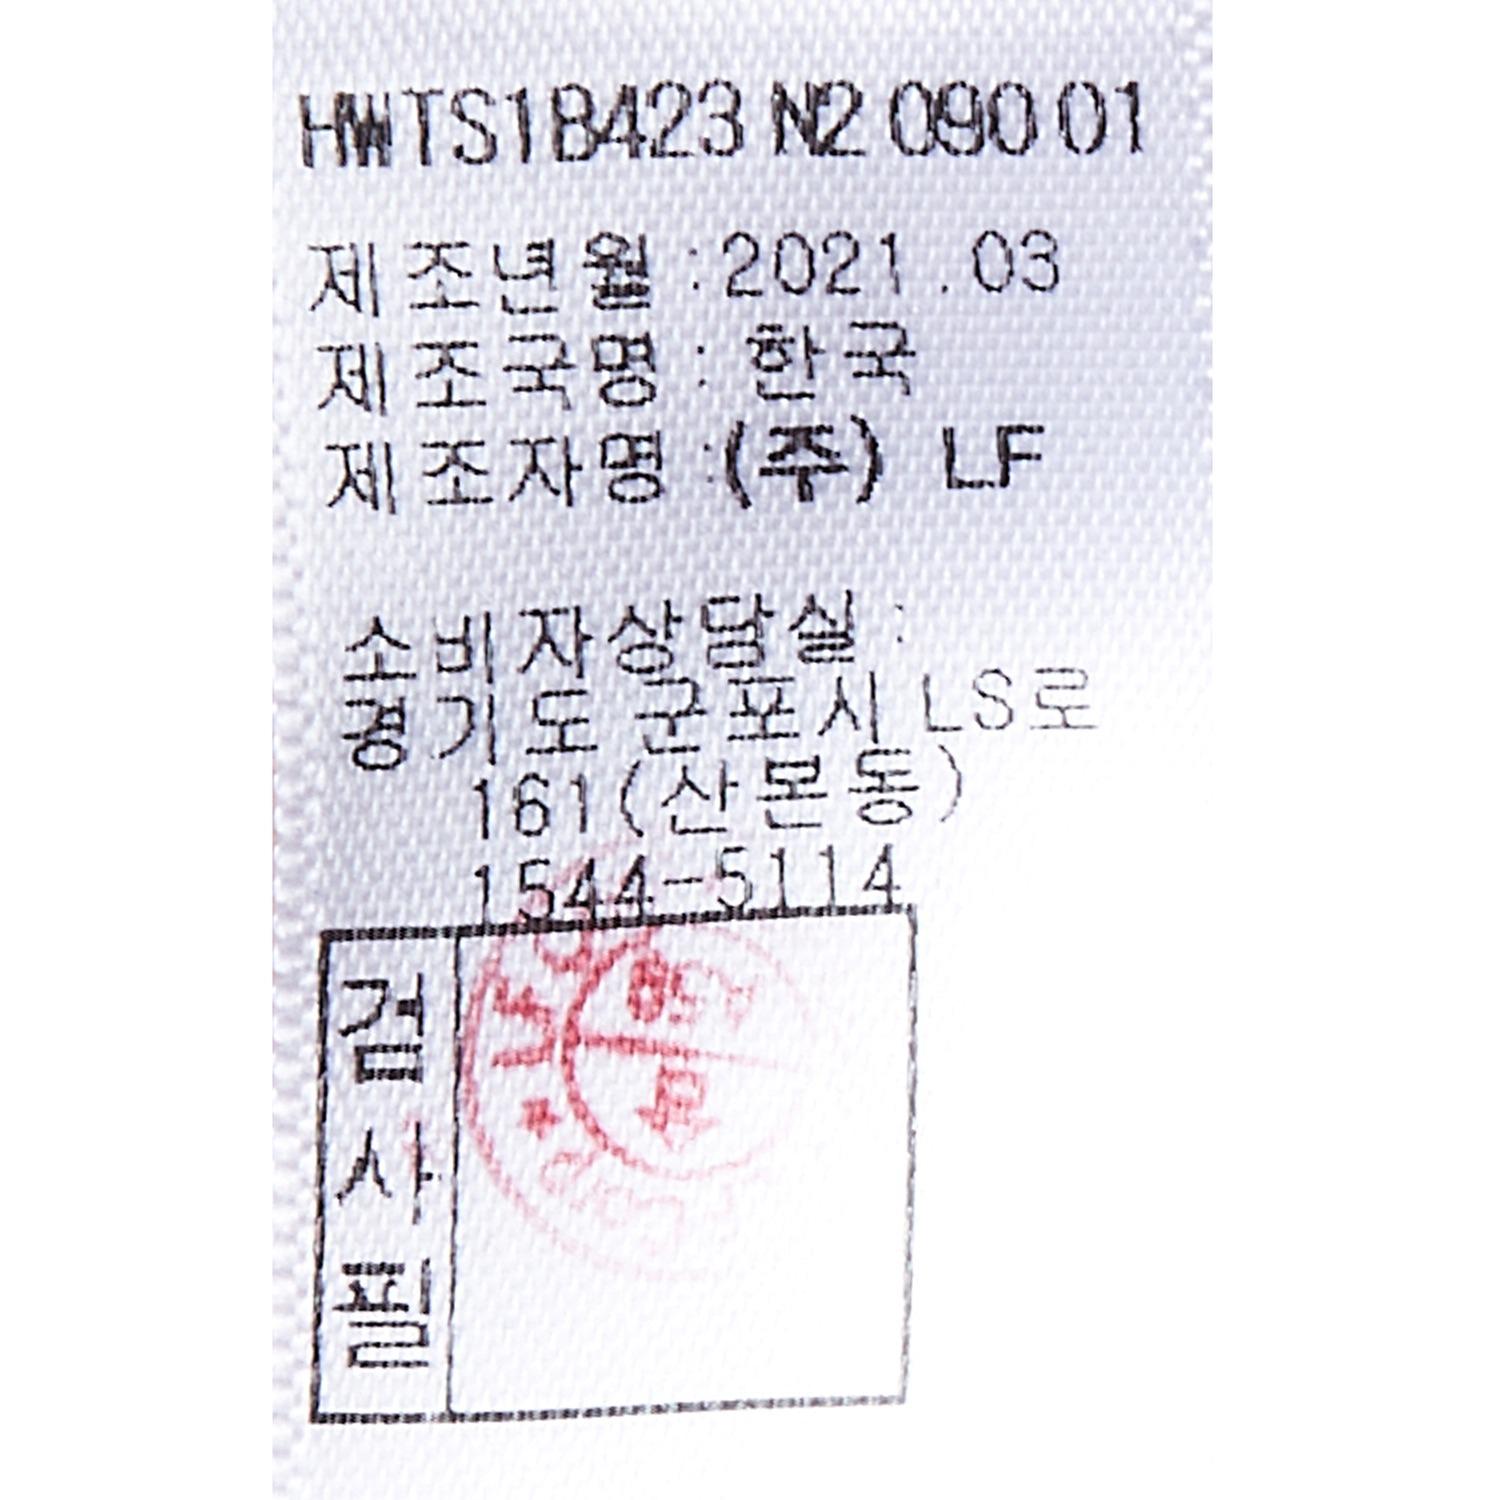 HWTS1B423 N2 090 01
제조년월 : 2021 . 03
제조국명 : 한국
제조자명 : (주) LF
소비자상담실 :
경기도 군포시 LS로
161(산본동)
1544-5114
검
사
필